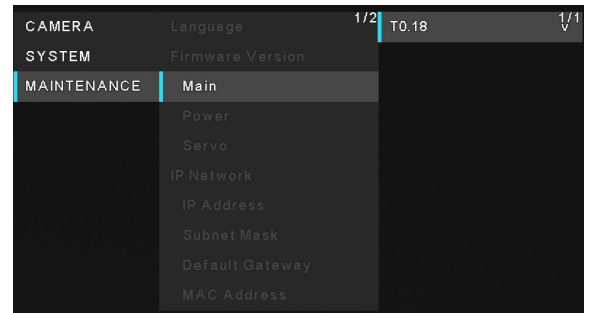 CAMERA
SYSTEM
MAINTENANCE
Language
1/2
Firmware Version
Main
Power
Servo
IP Network
IP Address
Subnet Mask
Default Gateway
MAC Address
T0.18
1/1
v